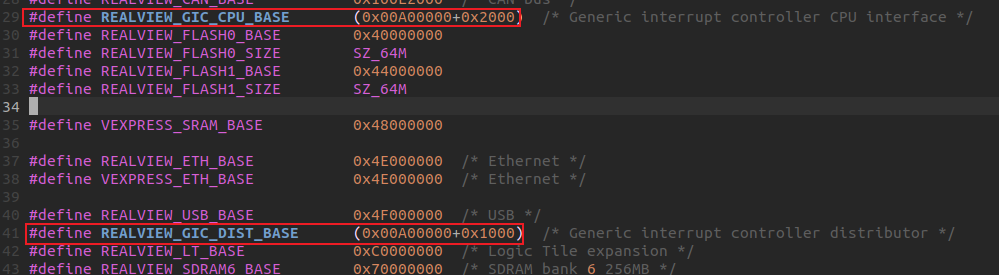 28 #define REALVIEW_CAN_BASE 0x100E2000 /* CAN bus */
29 #define REALVIEW_GIC_CPU_BASE (0x00A00000+0x2000) /* Generic interrupt controller CPU interface */
30 #define REALVIEW_FLASH0_BASE 0x40000000
31 #define REALVIEW_FLASH0_SIZE SZ_64M
32 #define REALVIEW_FLASH1_BASE 0x44000000
33 #define REALVIEW_FLASH1_SIZE SZ_64M
34
35 #define VEXPRESS_SRAM_BASE 0x48000000
36
37 #define REALVIEW_ETH_BASE 0x4E000000 /* Ethernet */
38 #define VEXPRESS_ETH_BASE 0x4E000000 /* Ethernet */
39
40 #define REALVIEW_USB_BASE 0x4F000000 /* USB */
41 #define REALVIEW_GIC_DIST_BASE (0x00A00000+0x1000) /* Generic interrupt controller distributor */
42 #define REALVIEW_LT_BASE 0xC0000000 /* Logic Tile expansion */
43 #define REALVIEW_SDRAM6_BASE 0x70000000 /* SDRAM bank 6 256MB */